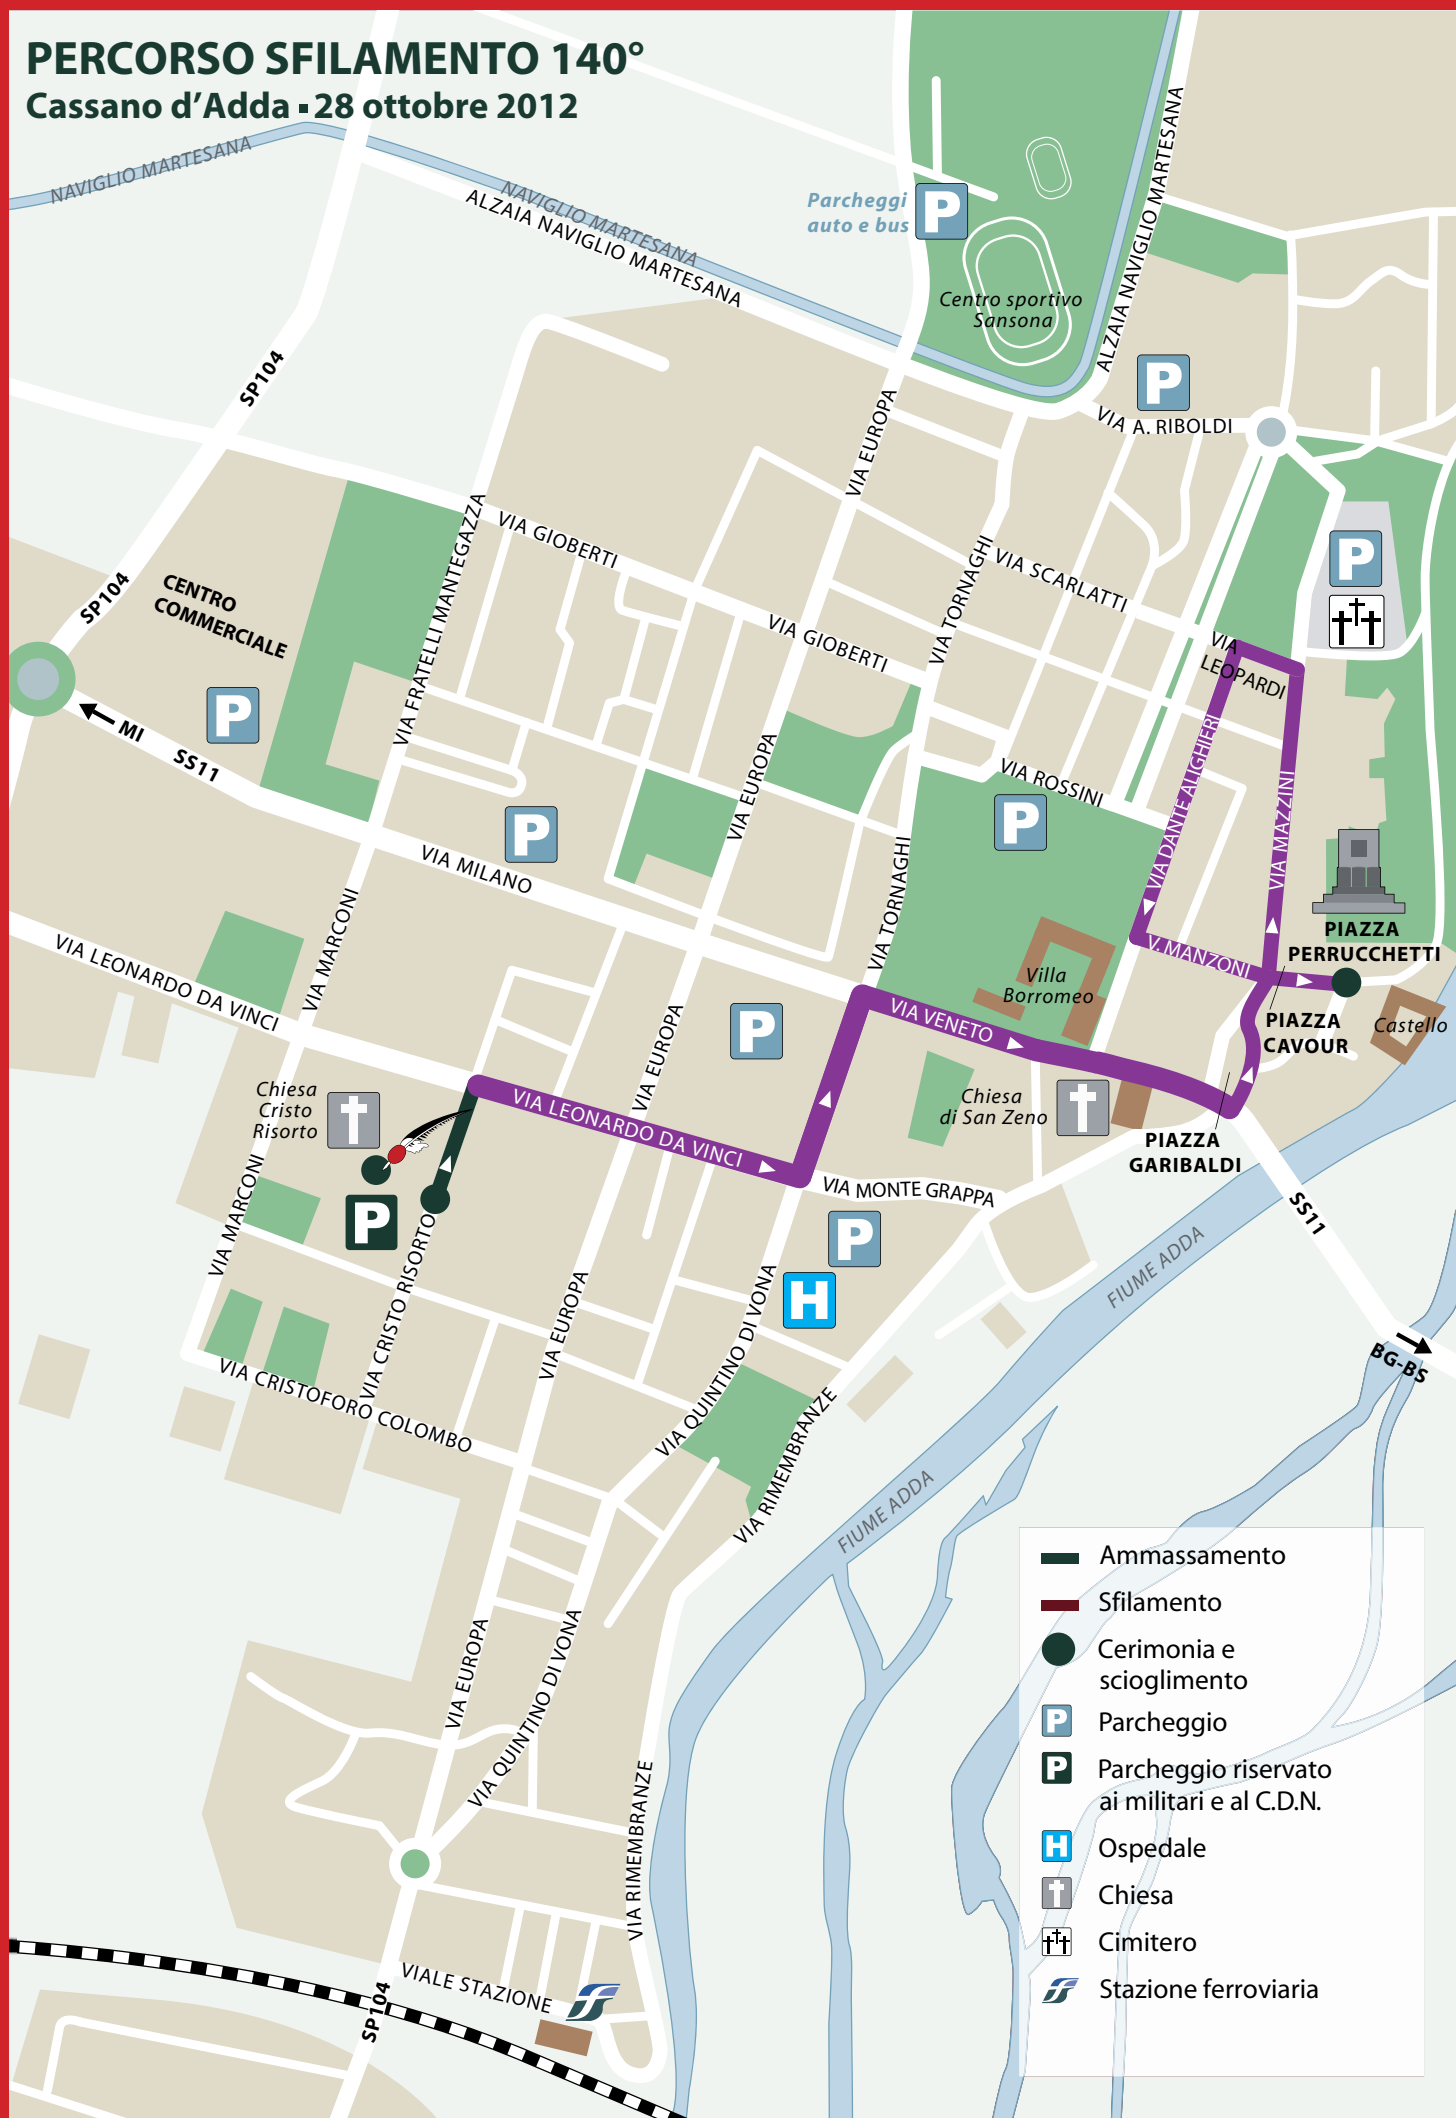 PERCORSO SFILAMENTO 140°
Cassano d'Adda ▪ 28 ottobre 2012
NAVIGLIO MARTESANA
NAVIGLIO MARTESANA
ALZAIA NAVIGLIO MARTESANA
Parcheggi
auto e bus
P
Centro sportivo
Sansona
ALZAIA NAVIGLIO MARTESANA
SP104
P
VIA A. RIBOLDI
VIA EUROPA
VIA GIOBERTI
VIA FRATELLI MANTEGAZZA
VIA TORNAGHI
VIA SCARLATTI
P
SP104
CENTRO
COMMERCIALE
VIA GIOBERTI
VIA
LEOPARDI
P
MI
SS11
VIA EUROPA
VIA ROSSINI
VIA DANTE ALIGHIERI
VIA MAZZINI
P
P
VIA MILANO
VIA TORNAGHI
VIA MARCONI
PIAZZA
PERRUCCHETTI
V. MANZONI
VIA LEONARDO DA VINCI
Villa
Borromeo
VIA VENETO
PIAZZA
CAVOUR
Castello
P
VIA EUROPA
Chiesa
Cristo
Risorto
VIA LEONARDO DA VINCI
Chiesa
di San Zeno
PIAZZA
GARIBALDI
VIA MONTE GRAPPA
P
VIA MARCONI
P
SS11
FIUME ADDA
H
VIA CRISTO RISORTO
VIA EUROPA
VIA QUINTINO DI VONA
BG-BS
VIA CRISTOFORO COLOMBO
VIA RIMEMBRANZE
FIUME ADDA
VIA EUROPA
VIA QUINTINO DI VONA
VIA RIMEMBRANZE
VIALE STAZIONE
SP104
Ammassamento
Sfilamento
Cerimonia e
scioglimento
P Parcheggio
P Parcheggio riservato
ai militari e al C.D.N.
H Ospedale
Chiesa
Cimitero
Stazione ferroviaria